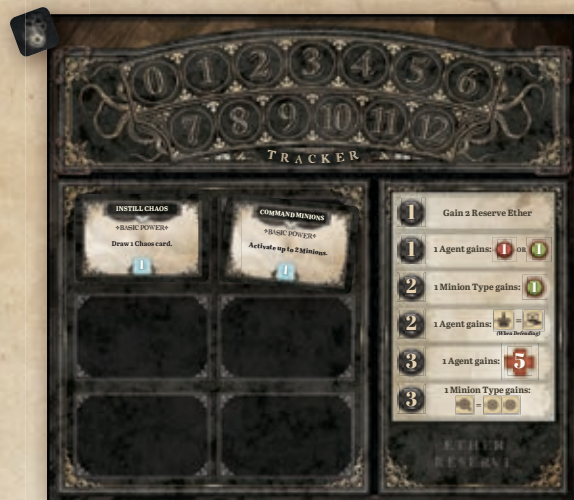 0 1 2 3 4 5 6
7 8 9 10 11 12
TRACKER
INSTILL CHAOS
+BASIC POWER+
Draw 1 Chaos card.
1
COMMAND MINIONS
+BASIC POWER+
Activate up to 2 Minions.
1
1 Gain 2 Reserve Ether
1 1 Agent gains: 1 OR 1
2 1 Minion Type gains: 1
2 1 Agent gains: =
(When Defending)
3 1 Agent gains: 5
3 1 Minion Type gains:
=
ETHER
RESERVE